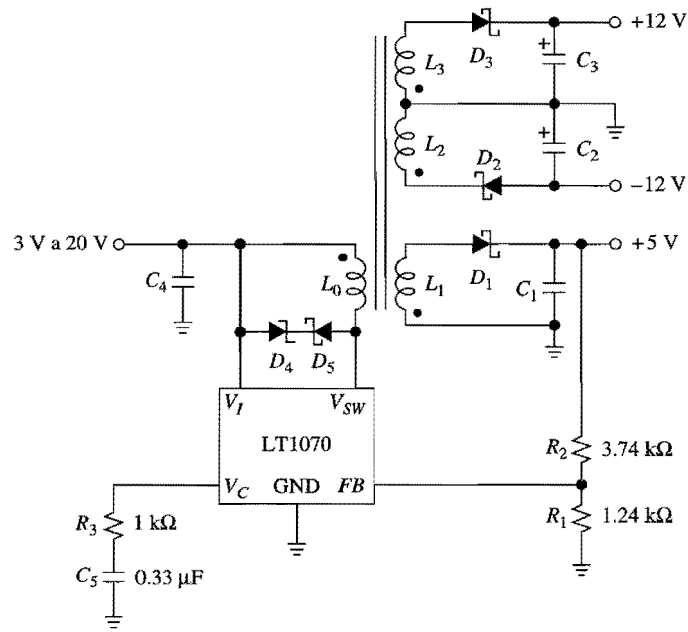 +12 V
D3
+
C3
L3
L2
+
C2
D2
–12 V
3 V a 20 V
+5 V
C4
L0
L1
D1
C1
D4
D5
VI
VSW
LT1070
R2
3.74 kΩ
VC
GND
FB
R3
1 kΩ
R1
1.24 kΩ
C5
0.33 μF